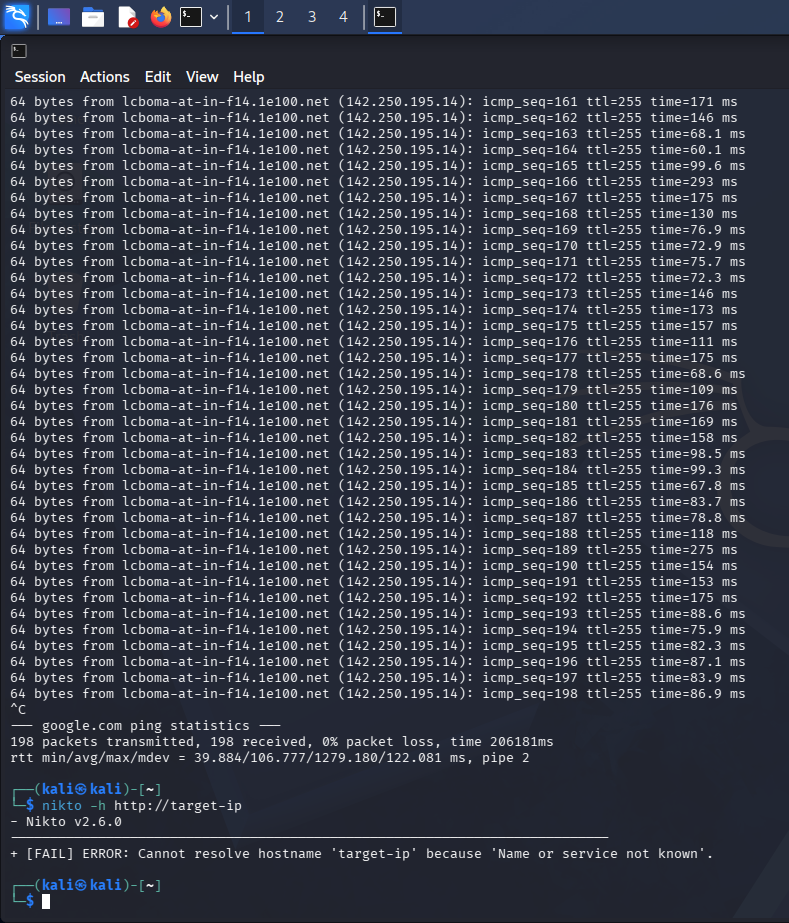 1 2 3 4
Session Actions Edit View Help
64 bytes from lcboma-at-in-f14.1e100.net (142.250.195.14): icmp_seq=161 ttl=255 time=171 ms
64 bytes from lcboma-at-in-f14.1e100.net (142.250.195.14): icmp_seq=162 ttl=255 time=146 ms
64 bytes from lcboma-at-in-f14.1e100.net (142.250.195.14): icmp_seq=163 ttl=255 time=68.1 ms
64 bytes from lcboma-at-in-f14.1e100.net (142.250.195.14): icmp_seq=164 ttl=255 time=60.1 ms
64 bytes from lcboma-at-in-f14.1e100.net (142.250.195.14): icmp_seq=165 ttl=255 time=99.6 ms
64 bytes from lcboma-at-in-f14.1e100.net (142.250.195.14): icmp_seq=166 ttl=255 time=293 ms
64 bytes from lcboma-at-in-f14.1e100.net (142.250.195.14): icmp_seq=167 ttl=255 time=175 ms
64 bytes from lcboma-at-in-f14.1e100.net (142.250.195.14): icmp_seq=168 ttl=255 time=130 ms
64 bytes from lcboma-at-in-f14.1e100.net (142.250.195.14): icmp_seq=169 ttl=255 time=76.9 ms
64 bytes from lcboma-at-in-f14.1e100.net (142.250.195.14): icmp_seq=170 ttl=255 time=72.9 ms
64 bytes from lcboma-at-in-f14.1e100.net (142.250.195.14): icmp_seq=171 ttl=255 time=75.7 ms
64 bytes from lcboma-at-in-f14.1e100.net (142.250.195.14): icmp_seq=172 ttl=255 time=72.3 ms
64 bytes from lcboma-at-in-f14.1e100.net (142.250.195.14): icmp_seq=173 ttl=255 time=146 ms
64 bytes from lcboma-at-in-f14.1e100.net (142.250.195.14): icmp_seq=174 ttl=255 time=173 ms
64 bytes from lcboma-at-in-f14.1e100.net (142.250.195.14): icmp_seq=175 ttl=255 time=157 ms
64 bytes from lcboma-at-in-f14.1e100.net (142.250.195.14): icmp_seq=176 ttl=255 time=111 ms
64 bytes from lcboma-at-in-f14.1e100.net (142.250.195.14): icmp_seq=177 ttl=255 time=175 ms
64 bytes from lcboma-at-in-f14.1e100.net (142.250.195.14): icmp_seq=178 ttl=255 time=68.6 ms
64 bytes from lcboma-at-in-f14.1e100.net (142.250.195.14): icmp_seq=179 ttl=255 time=109 ms
64 bytes from lcboma-at-in-f14.1e100.net (142.250.195.14): icmp_seq=180 ttl=255 time=176 ms
64 bytes from lcboma-at-in-f14.1e100.net (142.250.195.14): icmp_seq=181 ttl=255 time=169 ms
64 bytes from lcboma-at-in-f14.1e100.net (142.250.195.14): icmp_seq=182 ttl=255 time=158 ms
64 bytes from lcboma-at-in-f14.1e100.net (142.250.195.14): icmp_seq=183 ttl=255 time=98.5 ms
64 bytes from lcboma-at-in-f14.1e100.net (142.250.195.14): icmp_seq=184 ttl=255 time=99.3 ms
64 bytes from lcboma-at-in-f14.1e100.net (142.250.195.14): icmp_seq=185 ttl=255 time=67.8 ms
64 bytes from lcboma-at-in-f14.1e100.net (142.250.195.14): icmp_seq=186 ttl=255 time=83.7 ms
64 bytes from lcboma-at-in-f14.1e100.net (142.250.195.14): icmp_seq=187 ttl=255 time=78.8 ms
64 bytes from lcboma-at-in-f14.1e100.net (142.250.195.14): icmp_seq=188 ttl=255 time=118 ms
64 bytes from lcboma-at-in-f14.1e100.net (142.250.195.14): icmp_seq=189 ttl=255 time=275 ms
64 bytes from lcboma-at-in-f14.1e100.net (142.250.195.14): icmp_seq=190 ttl=255 time=154 ms
64 bytes from lcboma-at-in-f14.1e100.net (142.250.195.14): icmp_seq=191 ttl=255 time=153 ms
64 bytes from lcboma-at-in-f14.1e100.net (142.250.195.14): icmp_seq=192 ttl=255 time=175 ms
64 bytes from lcboma-at-in-f14.1e100.net (142.250.195.14): icmp_seq=193 ttl=255 time=88.6 ms
64 bytes from lcboma-at-in-f14.1e100.net (142.250.195.14): icmp_seq=194 ttl=255 time=75.9 ms
64 bytes from lcboma-at-in-f14.1e100.net (142.250.195.14): icmp_seq=195 ttl=255 time=82.3 ms
64 bytes from lcboma-at-in-f14.1e100.net (142.250.195.14): icmp_seq=196 ttl=255 time=87.1 ms
64 bytes from lcboma-at-in-f14.1e100.net (142.250.195.14): icmp_seq=197 ttl=255 time=83.9 ms
64 bytes from lcboma-at-in-f14.1e100.net (142.250.195.14): icmp_seq=198 ttl=255 time=86.9 ms
^C
--- google.com ping statistics ---
198 packets transmitted, 198 received, 0% packet loss, time 206181ms
rtt min/avg/max/mdev = 39.884/106.777/1279.180/122.081 ms, pipe 2
┌──(kali㉿kali)-[~]
└─$ nikto -h http://target-ip
- Nikto v2.6.0
+ [FAIL] ERROR: Cannot resolve hostname 'target-ip' because 'Name or service not known'.
┌──(kali㉿kali)-[~]
└─$